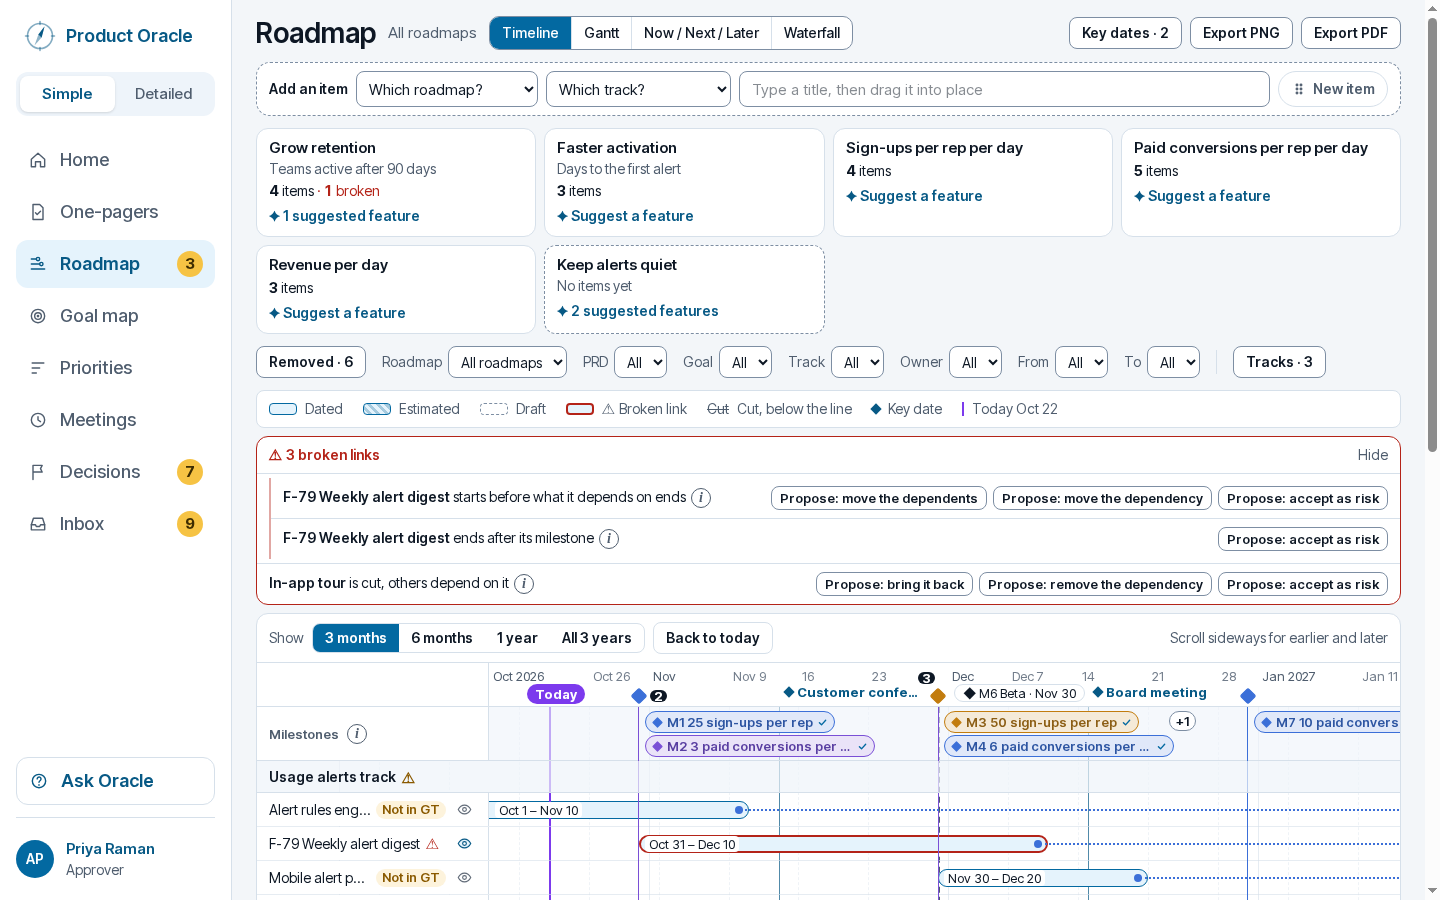 Product Oracle
Simple
Detailed
Home
One-pagers
Roadmap 3
Goal map
Priorities
Meetings
Decisions 7
Inbox 9
Ask Oracle
AP
Priya Raman
Approver
Roadmap All roadmaps Timeline Gantt Now / Next / Later Waterfall Key dates · 2 Export PNG Export PDF
Add an item Which roadmap? Which track? Type a title, then drag it into place New item
Grow retention
Teams active after 90 days
4 items · 1 broken
1 suggested feature
Faster activation
Days to the first alert
3 items
Suggest a feature
Sign-ups per rep per day
4 items
Suggest a feature
Paid conversions per rep per day
5 items
Suggest a feature
Revenue per day
3 items
Suggest a feature
Keep alerts quiet
No items yet
2 suggested features
Removed · 6 Roadmap All roadmaps PRD All Goal All Track All Owner All From All To All Tracks · 3
Dated Estimated Draft ⚠ Broken link Cut Cut, below the line Key date Today Oct 22
⚠ 3 broken links Hide
F-79 Weekly alert digest starts before what it depends on ends i Propose: move the dependents Propose: move the dependency Propose: accept as risk
F-79 Weekly alert digest ends after its milestone i Propose: accept as risk
In-app tour is cut, others depend on it i Propose: bring it back Propose: remove the dependency Propose: accept as risk
Show 3 months 6 months 1 year All 3 years Back to today Scroll sideways for earlier and later
Oct 2026 Oct 26 Nov Nov 9 16 23 3 Dec Dec 7 14 21 28 Jan 2027 Jan 11
Today 2 Customer confe... M6 Beta · Nov 30 Board meeting
Milestones i
M1 25 sign-ups per rep ✓ M3 50 sign-ups per rep ✓ +1 M7 10 paid convers
M2 3 paid conversions per ... ✓ M4 6 paid conversions per ... ✓
Usage alerts track ⚠
Alert rules eng... Not in GT Oct 1 – Nov 10
F-79 Weekly alert digest ⚠ Oct 31 – Dec 10
Mobile alert p... Not in GT Nov 30 – Dec 20